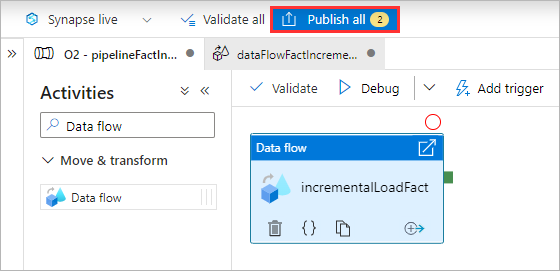 Synapse live
Validate all
Publish all 2
O2 - pipelineFactIn...
dataFlowFactIncreme...
Activities
Data flow
Move & transform
Data flow
Validate
Debug
Add trigger
Data flow
incrementalLoadFact
{}